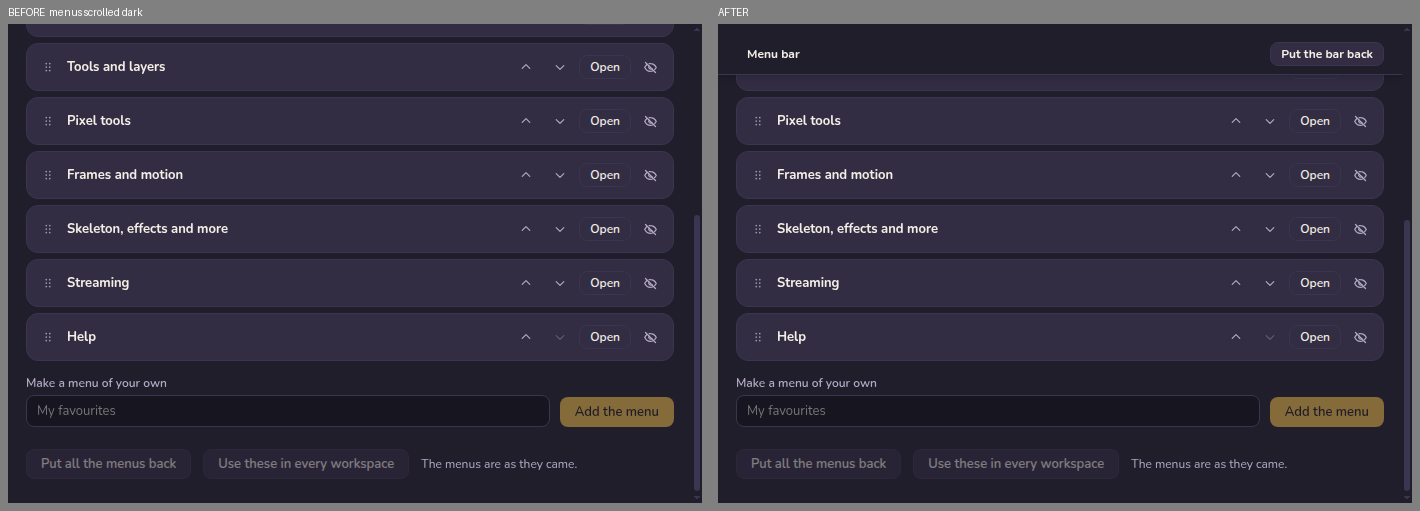 BEFORE menus scrolled dark
Tools and layers Open
Pixel tools Open
Frames and motion Open
Skeleton, effects and more Open
Streaming Open
Help Open
Make a menu of your own
My favourites Add the menu
Put all the menus back Use these in every workspace The menus are as they came.
AFTER
Menu bar Put the bar back
Pixel tools Open
Frames and motion Open
Skeleton, effects and more Open
Streaming Open
Help Open
Make a menu of your own
My favourites Add the menu
Put all the menus back Use these in every workspace The menus are as they came.